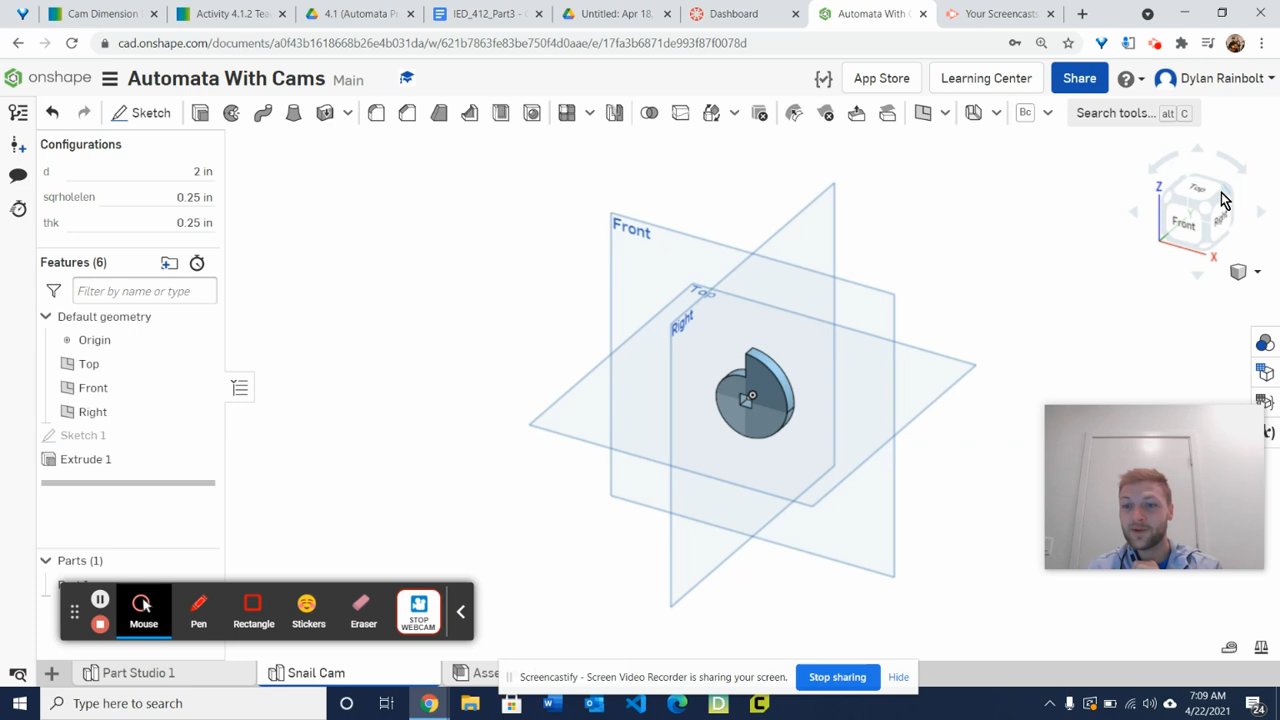 Cam Dimension
Activity 4.1.2 Tea
4.1 (Automata Pr
IED_412_Part3 - G
Untitled: Apr 18,
Dashboard
Automata With C
Your Screencast
cad.onshape.com/documents/a0f43b1618668b26e4b031da/w/621b7863fe83be750f4d0aae/e/17fa3b6871de993f87f0078d
onshape
Automata With Cams Main
App Store
Learning Center
Share
Dylan Rainbolt
Sketch
Bc
Search tools... alt C
Configurations
d 2 in
sqrholelen 0.25 in
thk 0.25 in
Features (6)
Filter by name or type
Default geometry
Origin
Top
Front
Right
Sketch 1
Extrude 1
Parts (1)
Front
Top
Right
Z
Top
Front
Right
X
Mouse
Pen
Rectangle
Stickers
Eraser
STOP
WEBCAM
Part Studio 1
Snail Cam
Asse
Screencastify - Screen Video Recorder is sharing your screen.
Stop sharing
Hide
Type here to search
7:09 AM
4/22/2021
24